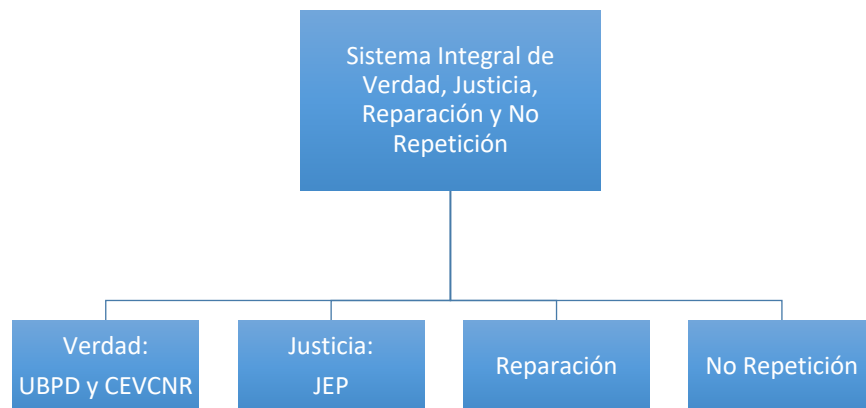 Sistema Integral de
Verdad, Justicia,
Reparación y No
Repetición
Verdad:
UBPD y CEVCNR
Justicia:
JEP
Reparación
No Repetición